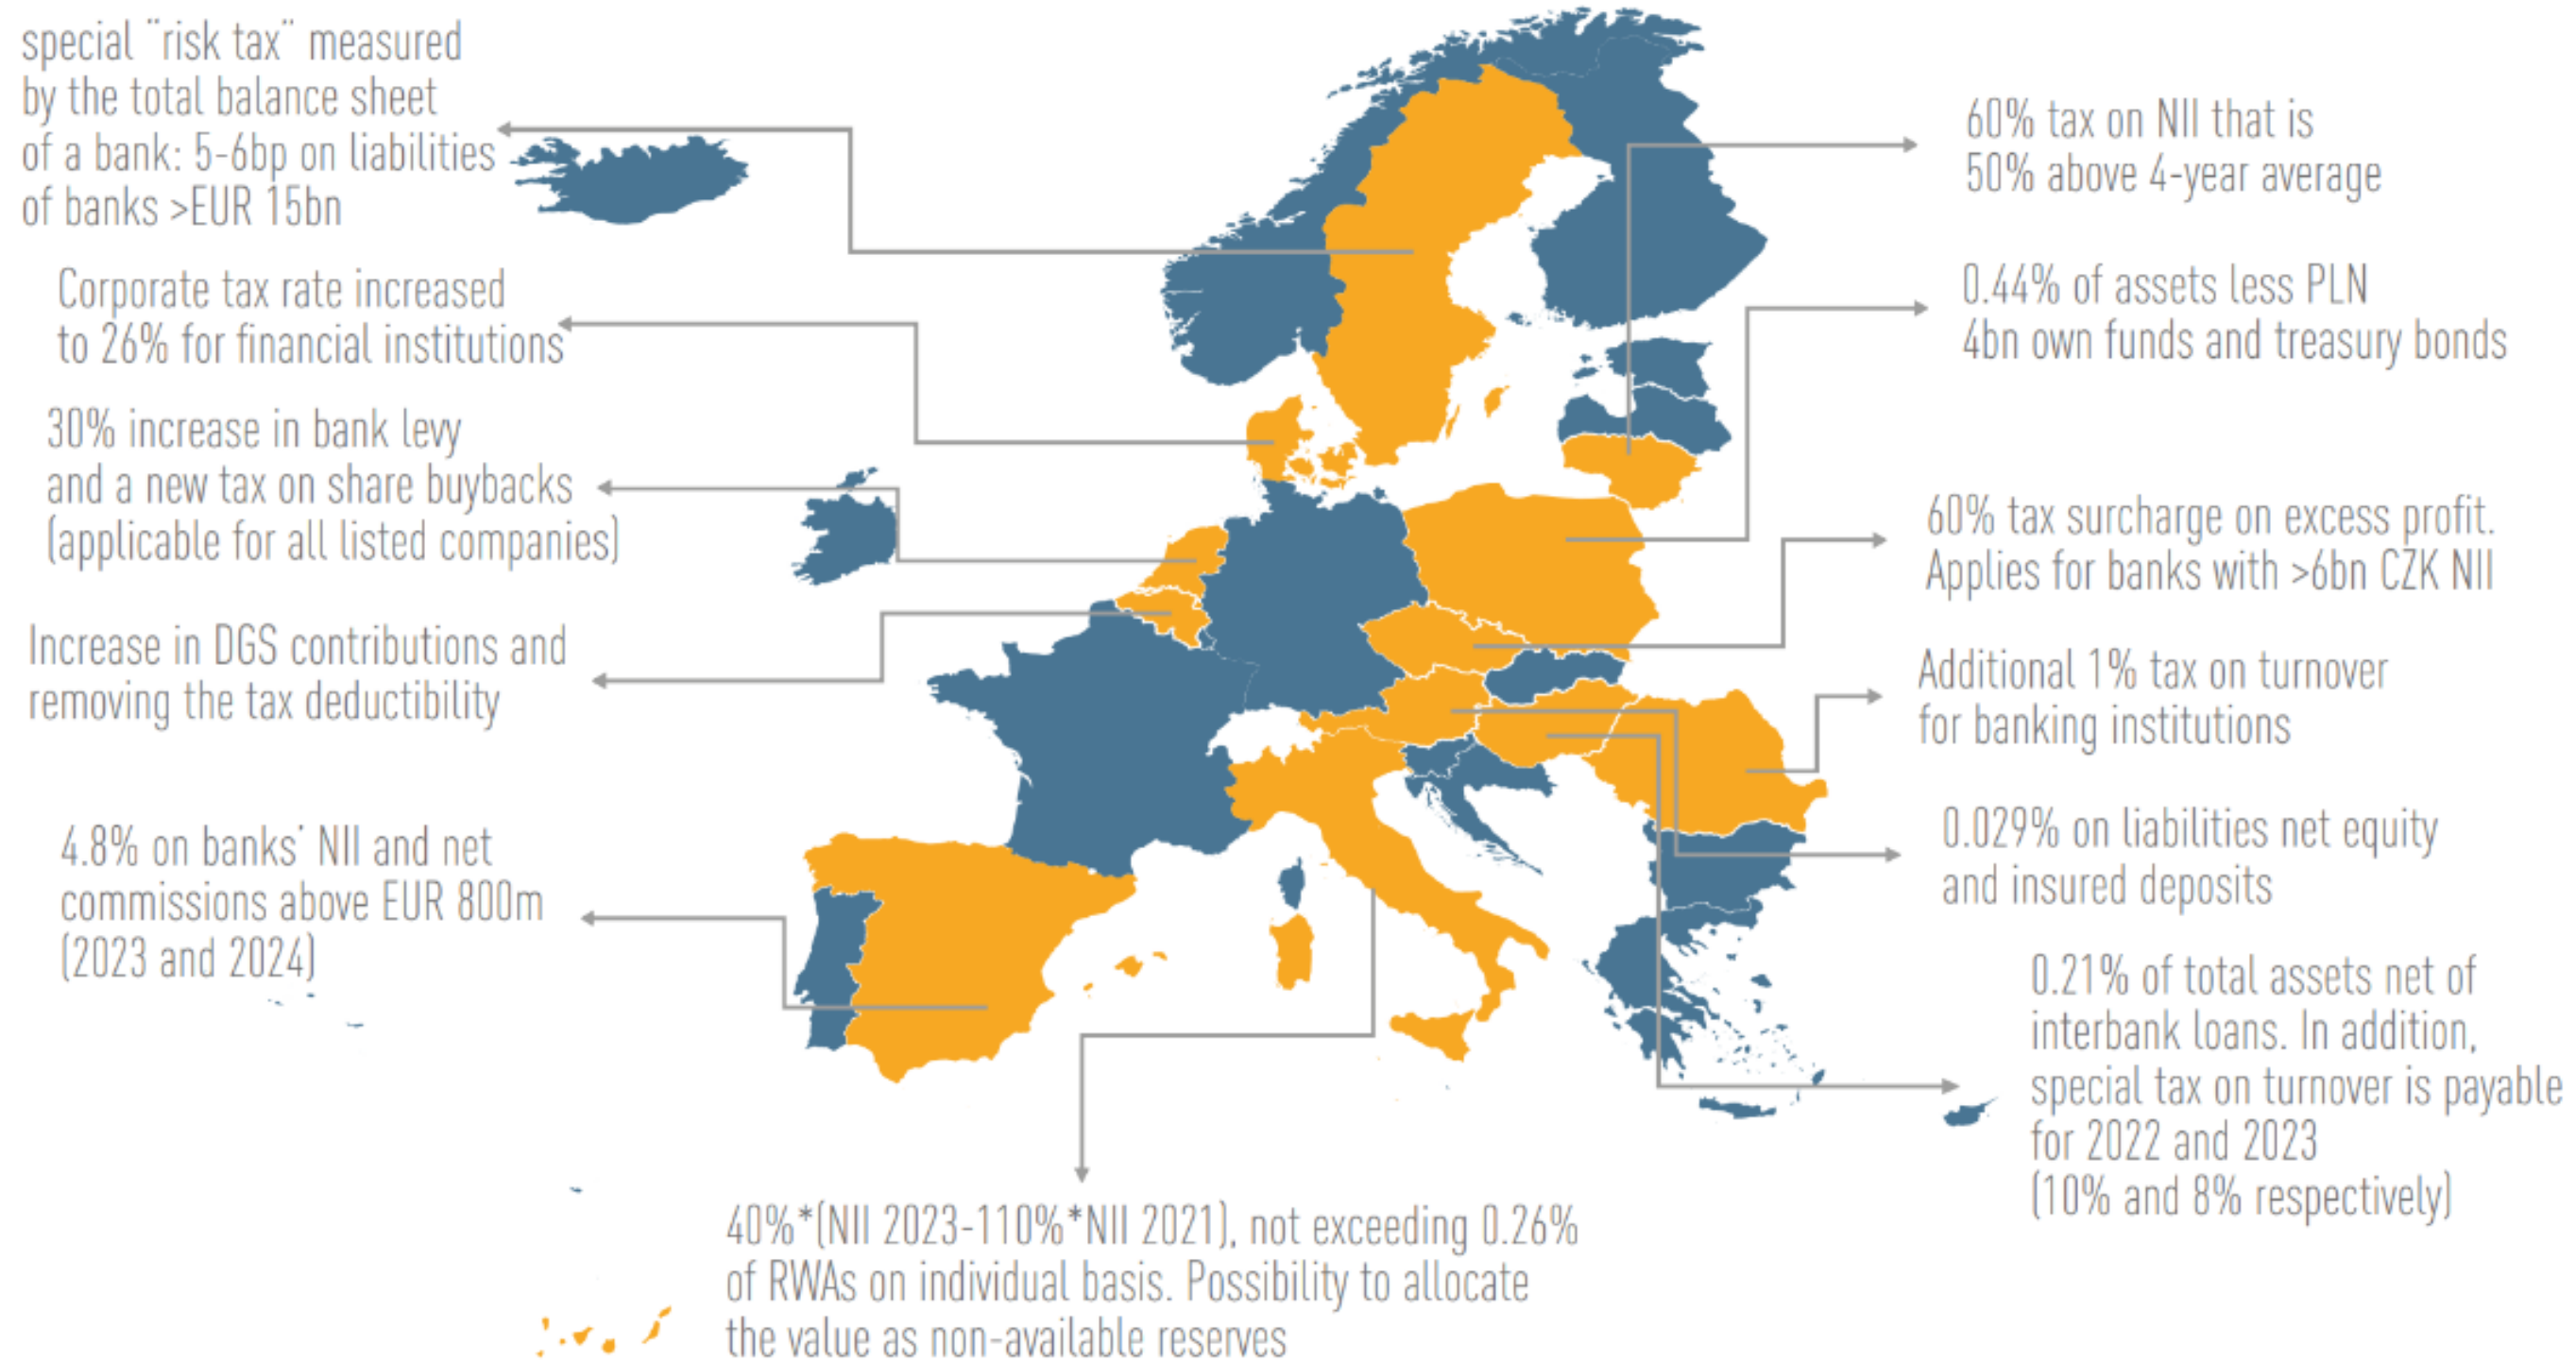 special ¨risk tax¨ measured
by the total balance sheet
of a bank: 5-6bp on liabilities
of banks >EUR 15bn
Corporate tax rate increased
to 26% for financial institutions
30% increase in bank levy
and a new tax on share buybacks
(applicable for all listed companies)
Increase in DGS contributions and
removing the tax deductibility
4.8% on banks' NII and net
commissions above EUR 800m
(2023 and 2024)
40%*(NII 2023-110%*NII 2021), not exceeding 0.26%
of RWAs on individual basis. Possibility to allocate
the value as non-available reserves
60% tax on NII that is
50% above 4-year average
0.44% of assets less PLN
4bn own funds and treasury bonds
60% tax surcharge on excess profit.
Applies for banks with >6bn CZK NII
Additional 1% tax on turnover
for banking institutions
0.029% on liabilities net equity
and insured deposits
0.21% of total assets net of
interbank loans. In addition,
special tax on turnover is payable
for 2022 and 2023
(10% and 8% respectively)